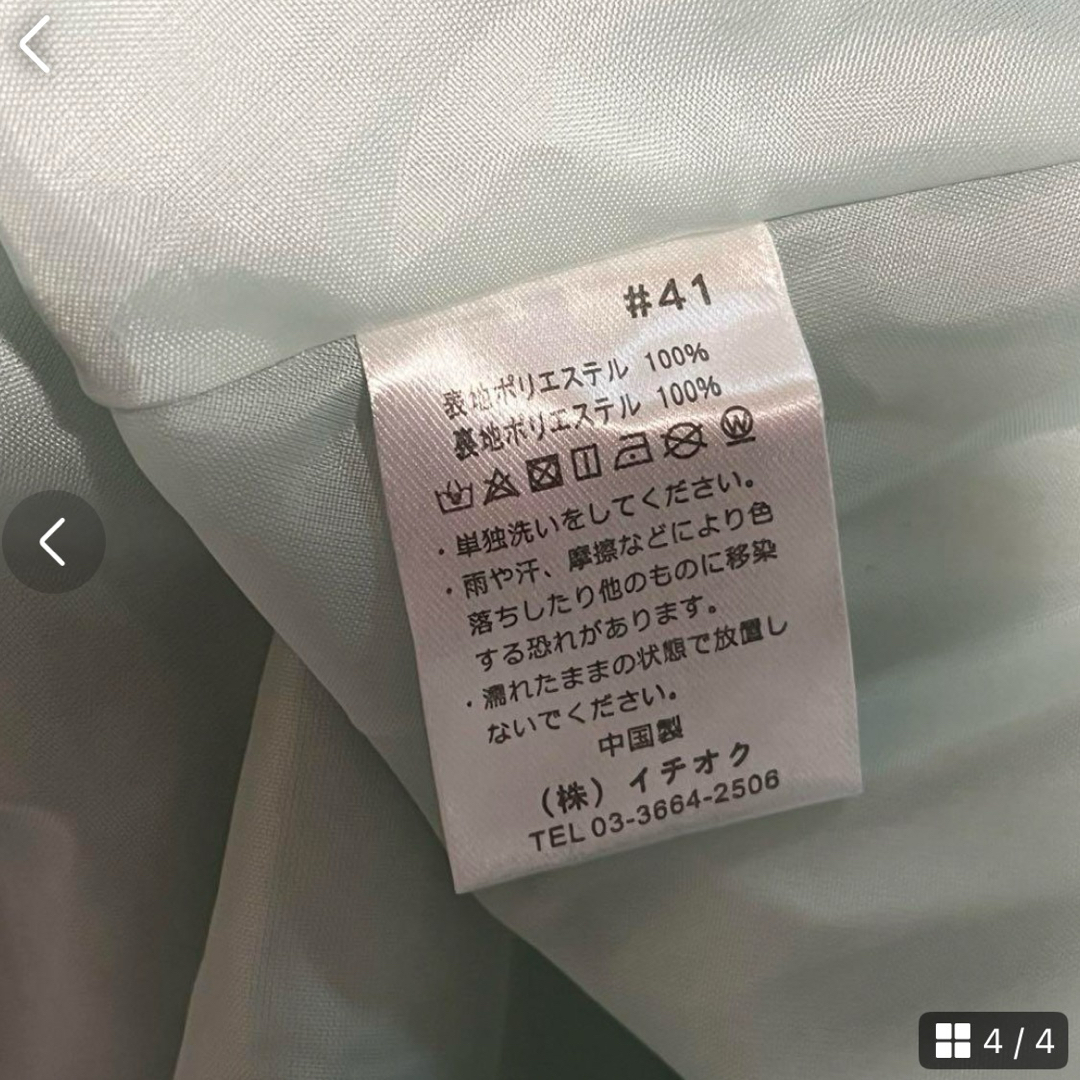 #41
表地ポリエステル 100%
裏地ポリエステル 100%
・単独洗いをしてください。
・雨や汗、摩擦などにより色
落ちしたり他のものに移染
する恐れがあります。
・濡れたままの状態で放置し
ないでください。
中国製
(株)イチオク
TEL 03-3664-2506
4 / 4